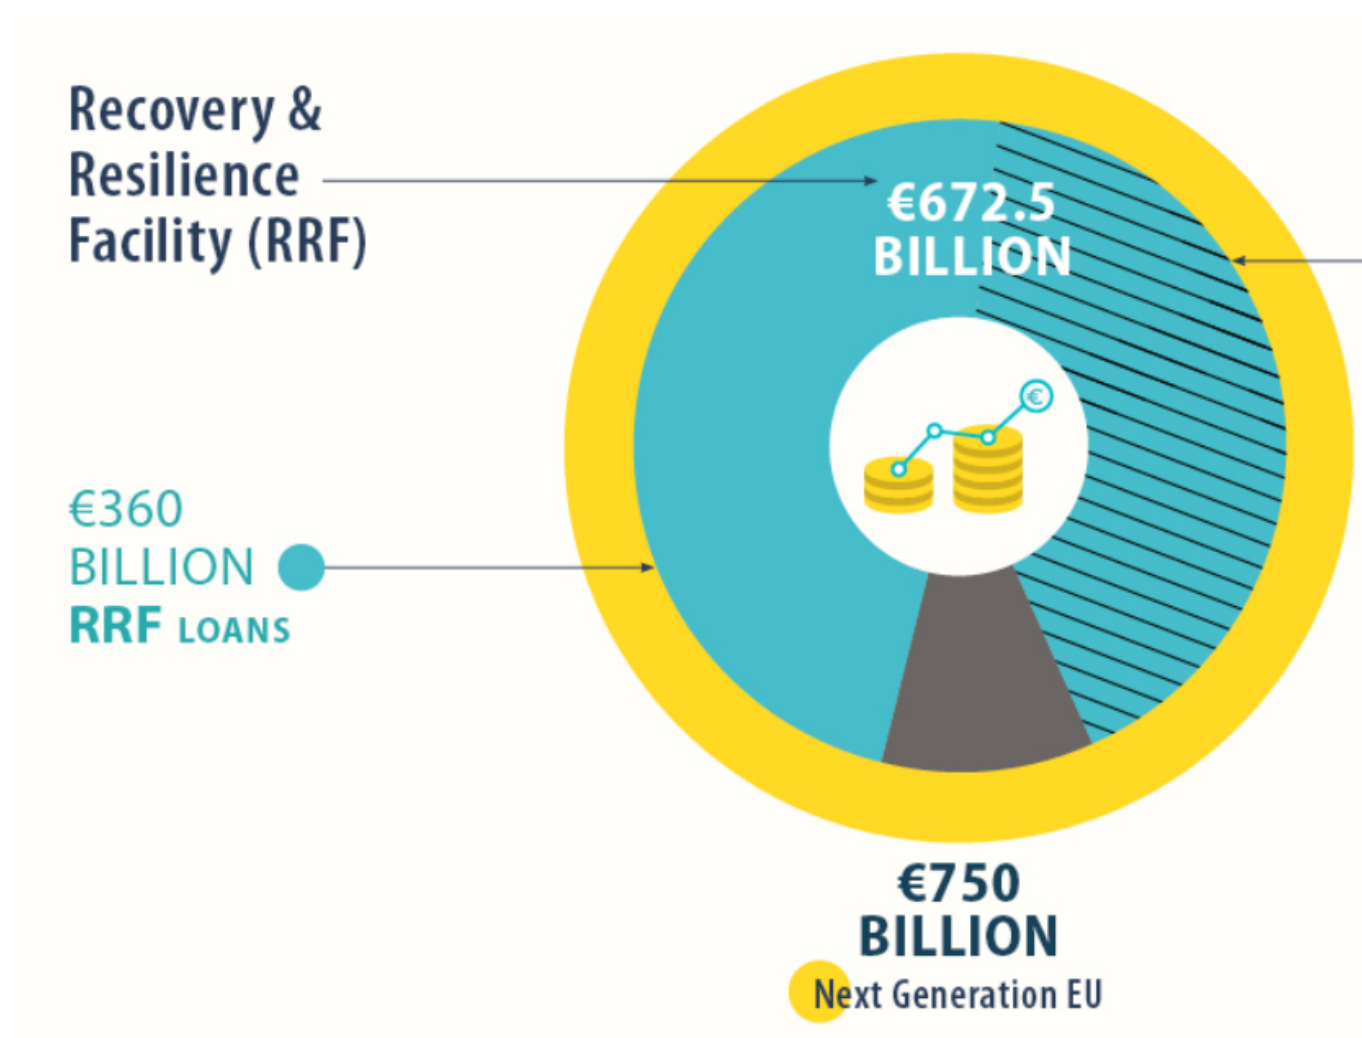 Recovery &
Resilience
Facility (RRF)
€672.5
BILLION
€
€360
BILLION
RRF LOANS
€750
BILLION
Next Generation EU